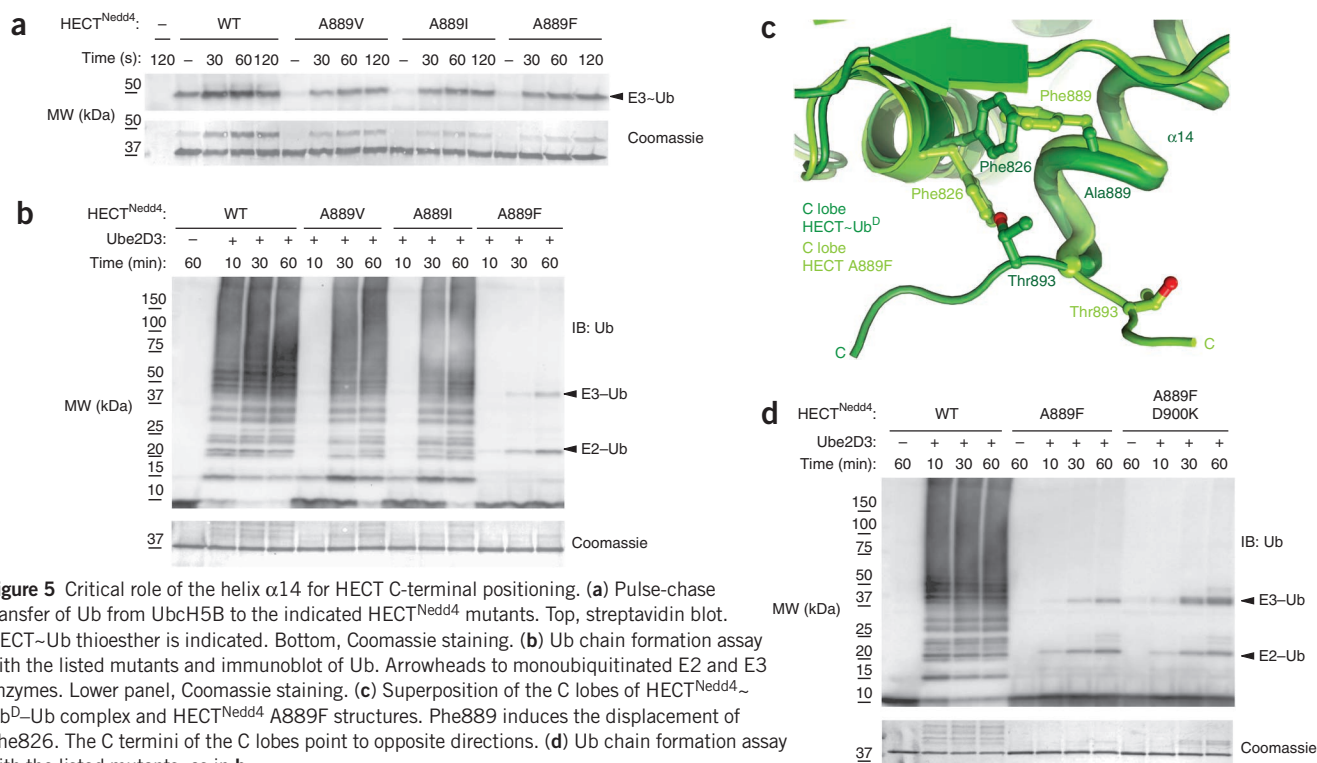 a
HECT^Nedd4: – WT A889V A889I A889F
Time (s): 120 – 30 60 120 – 30 60 120 – 30 60 120 – 30 60 120
50
E3~Ub
MW (kDa)
50
37
Coomassie
b
HECT^Nedd4: WT A889V A889I A889F
Ube2D3: – + + + + + + + + + + + +
Time (min): 60 10 30 60 10 30 60 10 30 60 10 30 60
150
100
75
50
37
25
20
15
10
MW (kDa)
IB: Ub
E3–Ub
E2–Ub
37
Coomassie
c
Phe889
α14
Phe826
Ala889
Phe826
C lobe
HECT~Ub^D
C lobe
HECT A889F
Thr893
Thr893
C
C
d
HECT^Nedd4: WT A889F A889F D900K
Ube2D3: – + + + – + + + – + + +
Time (min): 60 10 30 60 60 10 30 60 60 10 30 60
150
100
75
50
37
25
20
15
10
MW (kDa)
IB: Ub
E3–Ub
E2–Ub
37
Coomassie
igure 5 Critical role of the helix α14 for HECT C-terminal positioning. (a) Pulse-chase
ansfer of Ub from UbcH5B to the indicated HECT^Nedd4 mutants. Top, streptavidin blot.
ECT~Ub thioesther is indicated. Bottom, Coomassie staining. (b) Ub chain formation assay
ith the listed mutants and immunoblot of Ub. Arrowheads to monoubiquitinated E2 and E3
nzymes. Lower panel, Coomassie staining. (c) Superposition of the C lobes of HECT^Nedd4~
b^D–Ub complex and HECT^Nedd4 A889F structures. Phe889 induces the displacement of
he826. The C termini of the C lobes point to opposite directions. (d) Ub chain formation assay